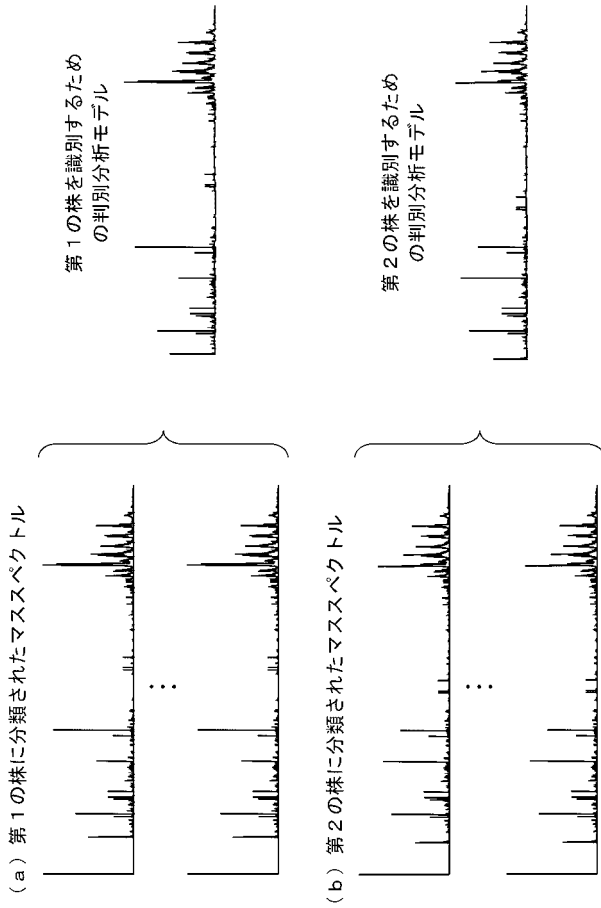 (a)第1の株に分類されたマススペクトル
第1の株を識別するため
の判別分析モデル
(b)第2の株に分類されたマススペクトル
第2の株を識別するため
の判別分析モデル